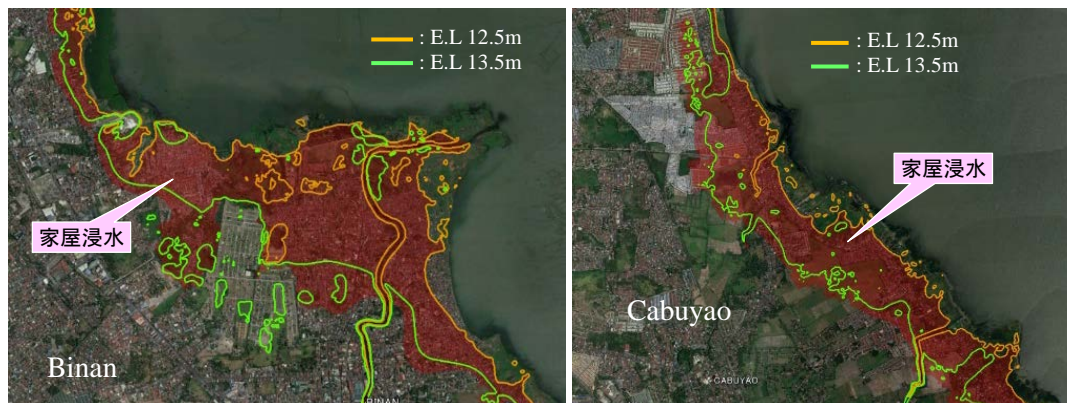 : E.L 12.5m
: E.L 13.5m
家屋浸水
Binan
BINAN
: E.L 12.5m
: E.L 13.5m
家屋浸水
Cabuyao
CABUYAO